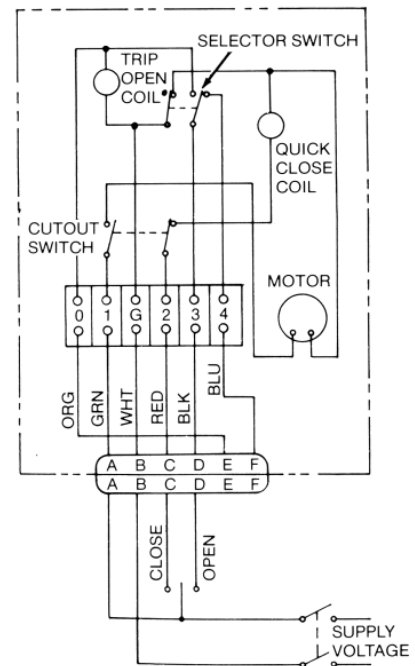 SELECTOR SWITCH
TRIP
OPEN
COIL
QUICK
CLOSE
COIL
CUTOUT
SWITCH
MOTOR
0 1 G 2 3 4
ORG GRN WHT RED BLK BLU
A B C D E F
A B C D E F
CLOSE OPEN
SUPPLY
VOLTAGE